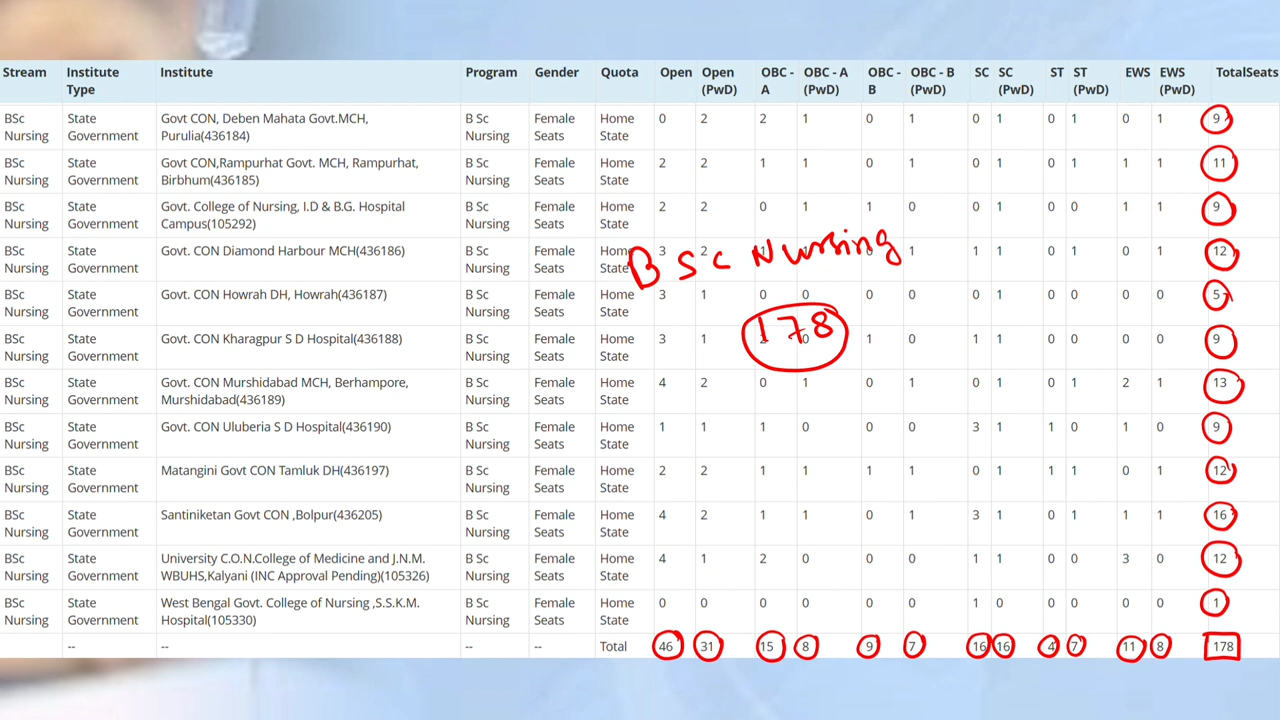 Stream Institute Type Institute Program Gender Quota Open Open (PwD) OBC - A OBC - A (PwD) OBC - B OBC - B (PwD) SC SC (PwD) ST ST (PwD) EWS EWS (PwD) TotalSeats
BSc Nursing State Government Govt CON, Deben Mahata Govt.MCH, Purulia(436184) B Sc Nursing Female Seats Home State 0 2 2 1 0 1 0 1 0 1 0 1 9
BSc Nursing State Government Govt CON,Rampurhat Govt. MCH, Rampurhat, Birbhum(436185) B Sc Nursing Female Seats Home State 2 2 1 1 0 1 0 1 0 1 1 1 11
BSc Nursing State Government Govt. College of Nursing, I.D & B.G. Hospital Campus(105292) B Sc Nursing Female Seats Home State 2 2 0 1 1 0 0 1 0 0 1 1 9
BSc Nursing State Government Govt. CON Diamond Harbour MCH(436186) B Sc Nursing Female Seats Home State 3 2 1 1 0 1 1 1 0 1 0 1 12
B S C Nursing
BSc Nursing State Government Govt. CON Howrah DH, Howrah(436187) B Sc Nursing Female Seats Home State 3 1 0 0 0 0 0 1 0 0 0 0 5
178
BSc Nursing State Government Govt. CON Kharagpur S D Hospital(436188) B Sc Nursing Female Seats Home State 3 1 2 0 1 0 1 1 0 0 0 0 9
BSc Nursing State Government Govt. CON Murshidabad MCH, Berhampore, Murshidabad(436189) B Sc Nursing Female Seats Home State 4 2 0 1 0 1 0 1 0 1 2 1 13
BSc Nursing State Government Govt. CON Uluberia S D Hospital(436190) B Sc Nursing Female Seats Home State 1 1 1 0 0 0 3 1 1 0 1 0 9
BSc Nursing State Government Matangini Govt CON Tamluk DH(436197) B Sc Nursing Female Seats Home State 2 2 1 1 1 1 0 1 1 1 0 1 12
BSc Nursing State Government Santiniketan Govt CON ,Bolpur(436205) B Sc Nursing Female Seats Home State 4 2 1 1 0 1 3 1 0 1 1 1 16
BSc Nursing State Government University C.O.N.College of Medicine and J.N.M. WBUHS,Kalyani (INC Approval Pending)(105326) B Sc Nursing Female Seats Home State 4 1 2 0 0 0 1 1 0 0 3 0 12
BSc Nursing State Government West Bengal Govt. College of Nursing ,S.S.K.M. Hospital(105330) B Sc Nursing Female Seats Home State 0 0 0 0 0 0 1 0 0 0 0 0 1
-- -- -- -- Total 46 31 15 8 9 7 16 16 4 7 11 8 178